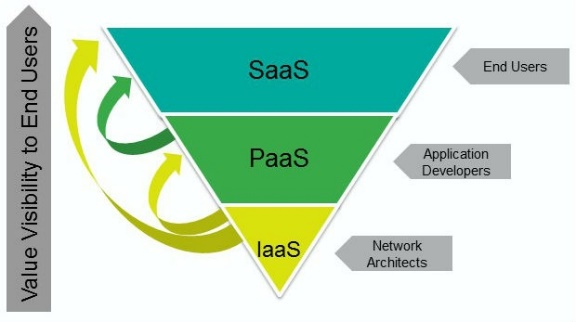 Value Visibility to End Users
SaaS
End Users
PaaS
Application
Developers
IaaS
Network
Architects